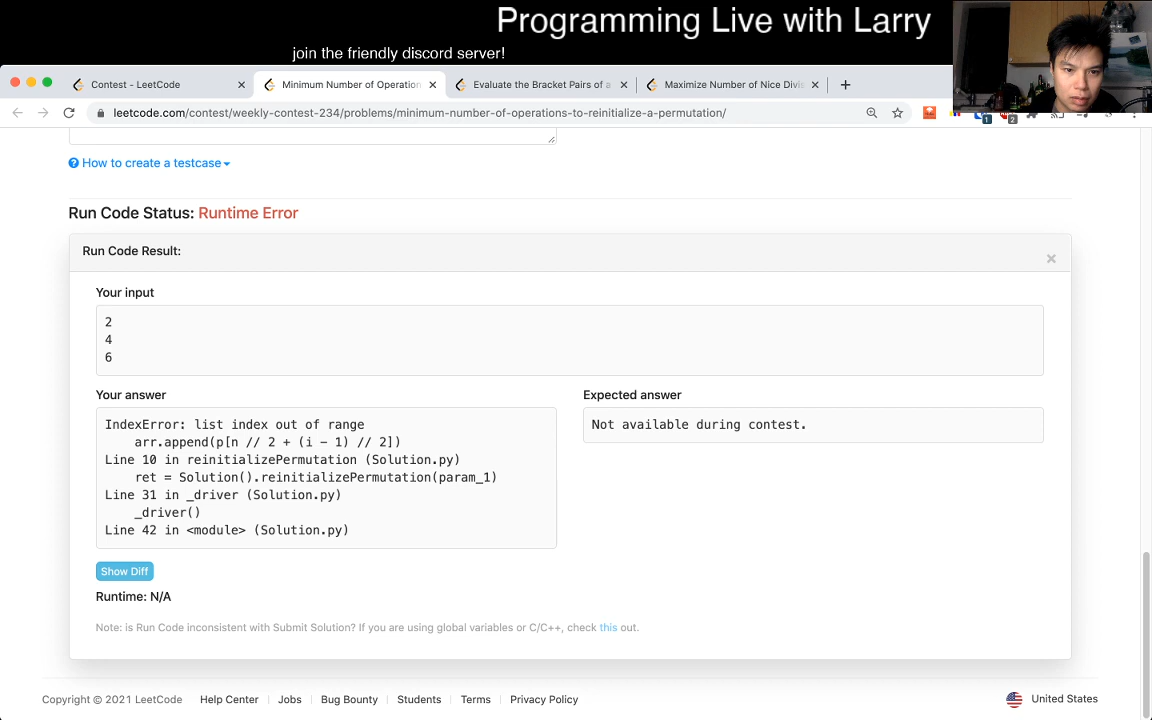 Programming Live with Larry
join the friendly discord server!
Contest - LeetCode
Minimum Number of Operation
Evaluate the Bracket Pairs of a
Maximize Number of Nice Divis
leetcode.com/contest/weekly-contest-234/problems/minimum-number-of-operations-to-reinitialize-a-permutation/
1
2
How to create a testcase
Run Code Status: Runtime Error
Run Code Result:
×
Your input
2
4
6
Your answer
Expected answer
IndexError: list index out of range
arr.append(p[n // 2 + (i - 1) // 2])
Line 10 in reinitializePermutation (Solution.py)
ret = Solution().reinitializePermutation(param_1)
Line 31 in _driver (Solution.py)
_driver()
Line 42 in <module> (Solution.py)
Not available during contest.
Show Diff
Runtime: N/A
Note: is Run Code inconsistent with Submit Solution? If you are using global variables or C/C++, check this out.
Copyright © 2021 LeetCode
Help Center
Jobs
Bug Bounty
Students
Terms
Privacy Policy
United States